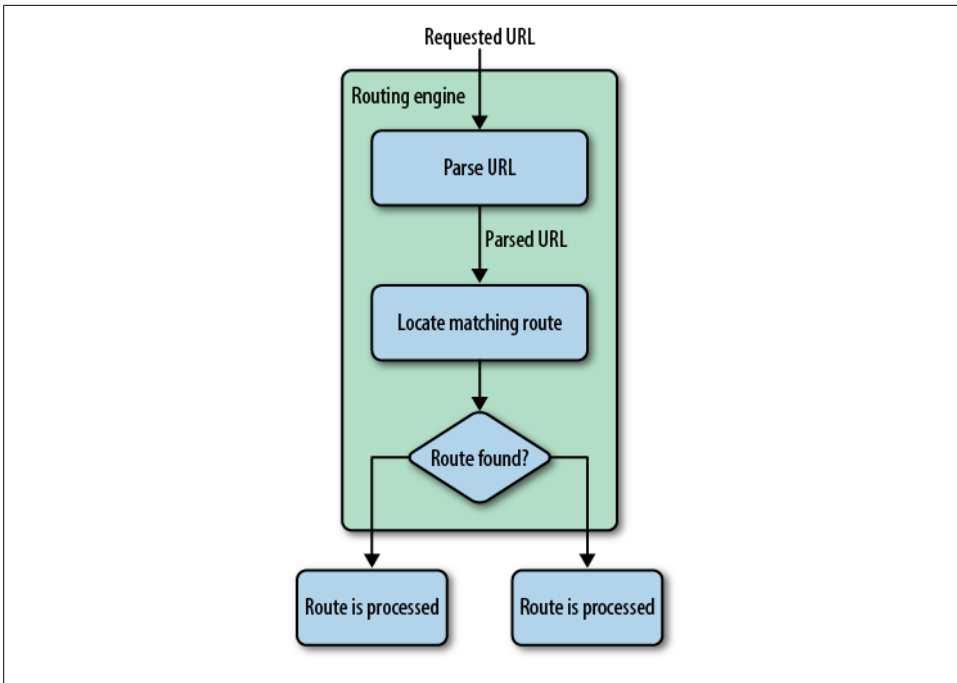 Requested URL
Routing engine
Parse URL
Parsed URL
Locate matching route
Route found?
Route is processed
Route is processed